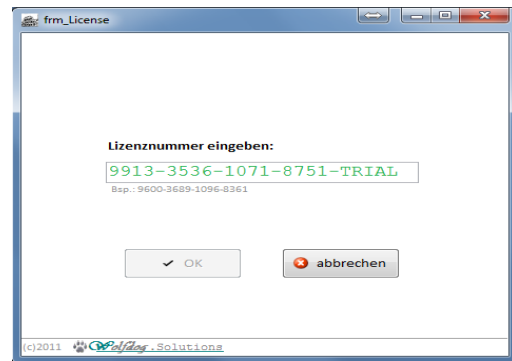 frm_License
Lizenznummer eingeben:
9913-3536-1071-8751-TRIAL
Bsp.: 9600-3689-1096-8361
OK
abbrechen
(c)2011 Wolfdog.Solutions